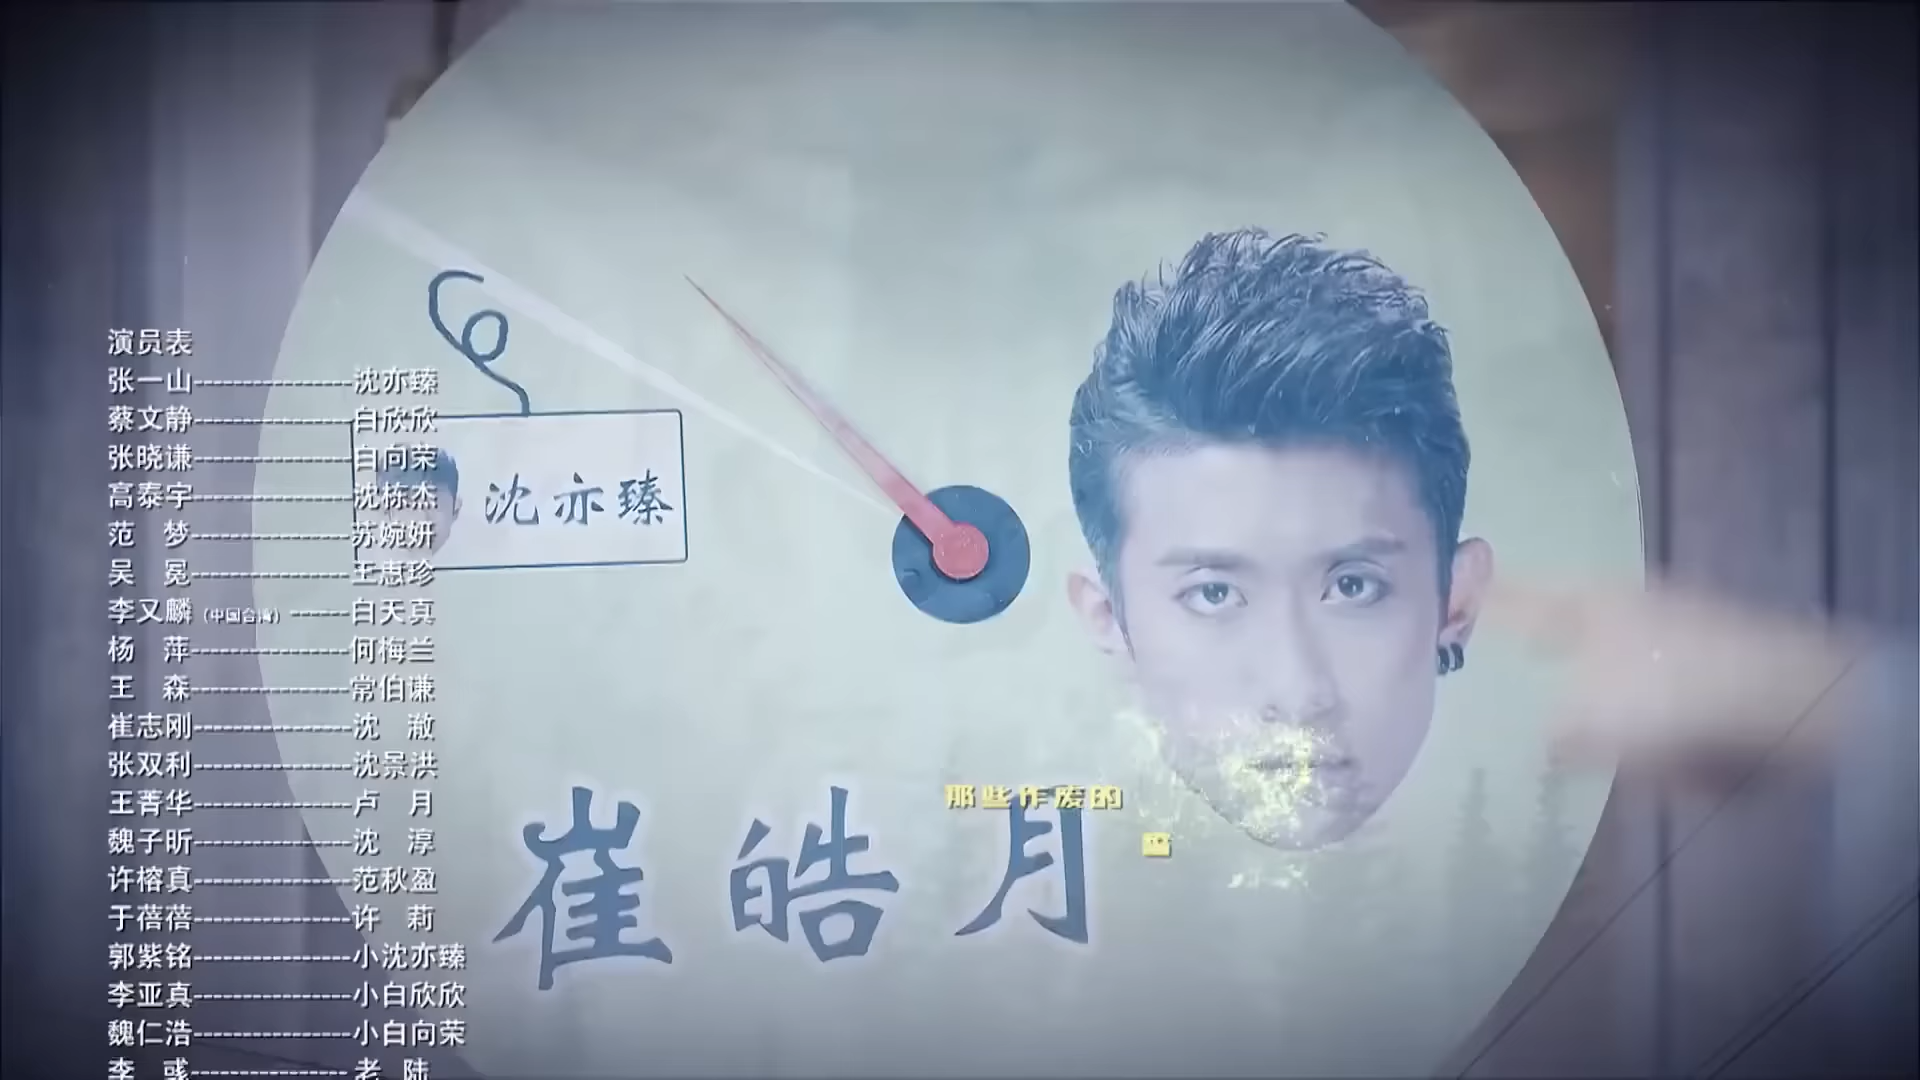 演员表
张一山----------------沈亦臻
蔡文静----------------白欣欣
张晓谦----------------白向荣
高泰宇----------------沈栋杰
范　梦----------------苏婉妍
吴　冕----------------王惠珍
李又麟（中国台湾）------白天真
杨　萍----------------何梅兰
王　森----------------常伯谦
崔志刚----------------沈　澈
张双利----------------沈景洪
王菁华----------------卢　月
魏子昕----------------沈　淳
许榕真----------------范秋盈
于蓓蓓----------------许　莉
郭紫铭----------------小沈亦臻
李亚真----------------小白欣欣
魏仁浩----------------小白向荣
李　彧----------------老　陆
沈亦臻
那些作废的
崔皓月